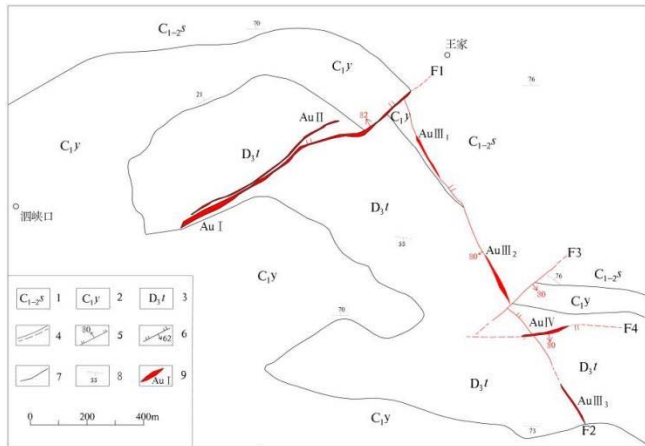 C₁₋₂s
70
王家
C₁y
F1
76
21
82
C₁y
AuⅡ
AuⅢ₁
C₁y
C₁₋₂s
D₃t
泗峡口
AuⅠ
D₃t
33
80
AuⅢ₂
F3
C₁y
76
C₁₋₂s
80
C₁y
70
AuⅣ
F4
80
D₃t
D₃t
AuⅢ₃
C₁y
73
F2
C₁₋₂s 1 C₁y 2 D₃t 3
4 80 5 62 6
7 33 8 AuⅠ 9
0 200 400m